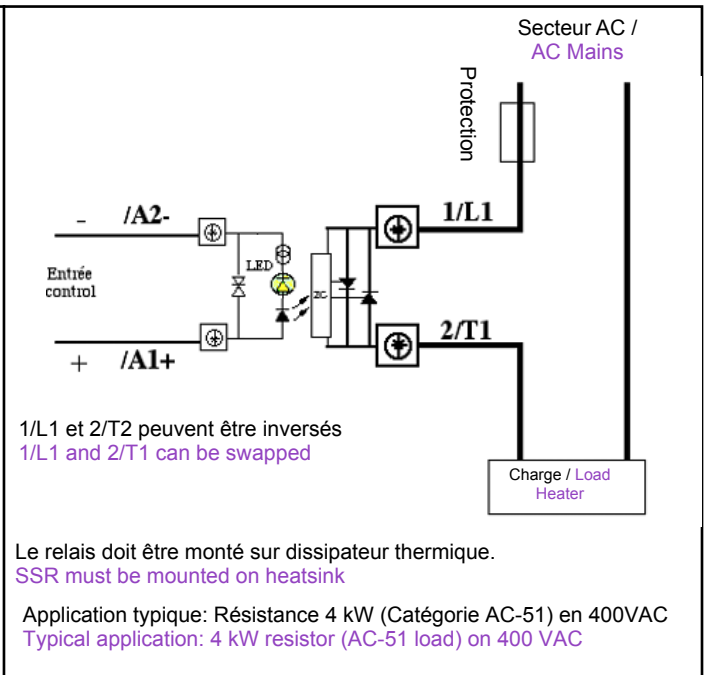 Secteur AC /
AC Mains
Protection
- /A2-
1/L1
LED
Entrée
control
ZC
+ /A1+
2/T1
1/L1 et 2/T2 peuvent être inversés
1/L1 and 2/T1 can be swapped
Charge / Load
Heater
Le relais doit être monté sur dissipateur thermique.
SSR must be mounted on heatsink
Application typique: Résistance 4 kW (Catégorie AC-51) en 400VAC
Typical application: 4 kW resistor (AC-51 load) on 400 VAC